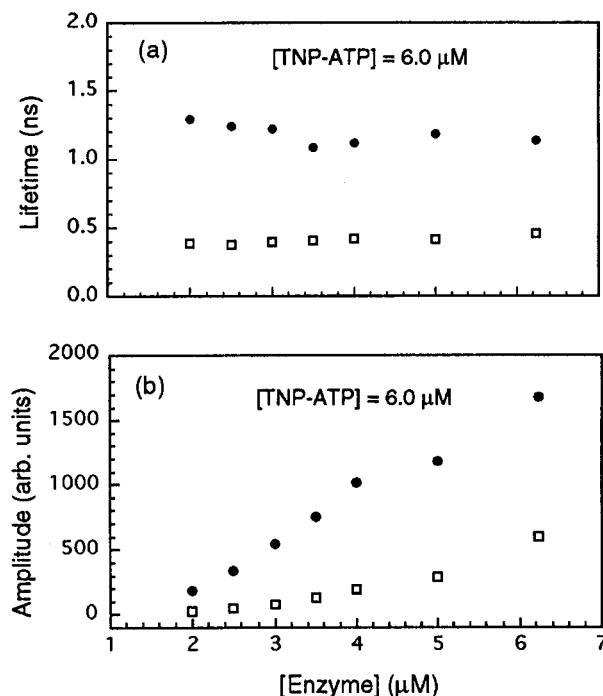 2.0
(a)
[TNP-ATP] = 6.0 μM
1.5
1.0
0.5
0.0
Lifetime (ns)
2000
(b)
[TNP-ATP] = 6.0 μM
1500
1000
500
0
Amplitude (arb. units)
1 2 3 4 5 6 7
[Enzyme] (μM)